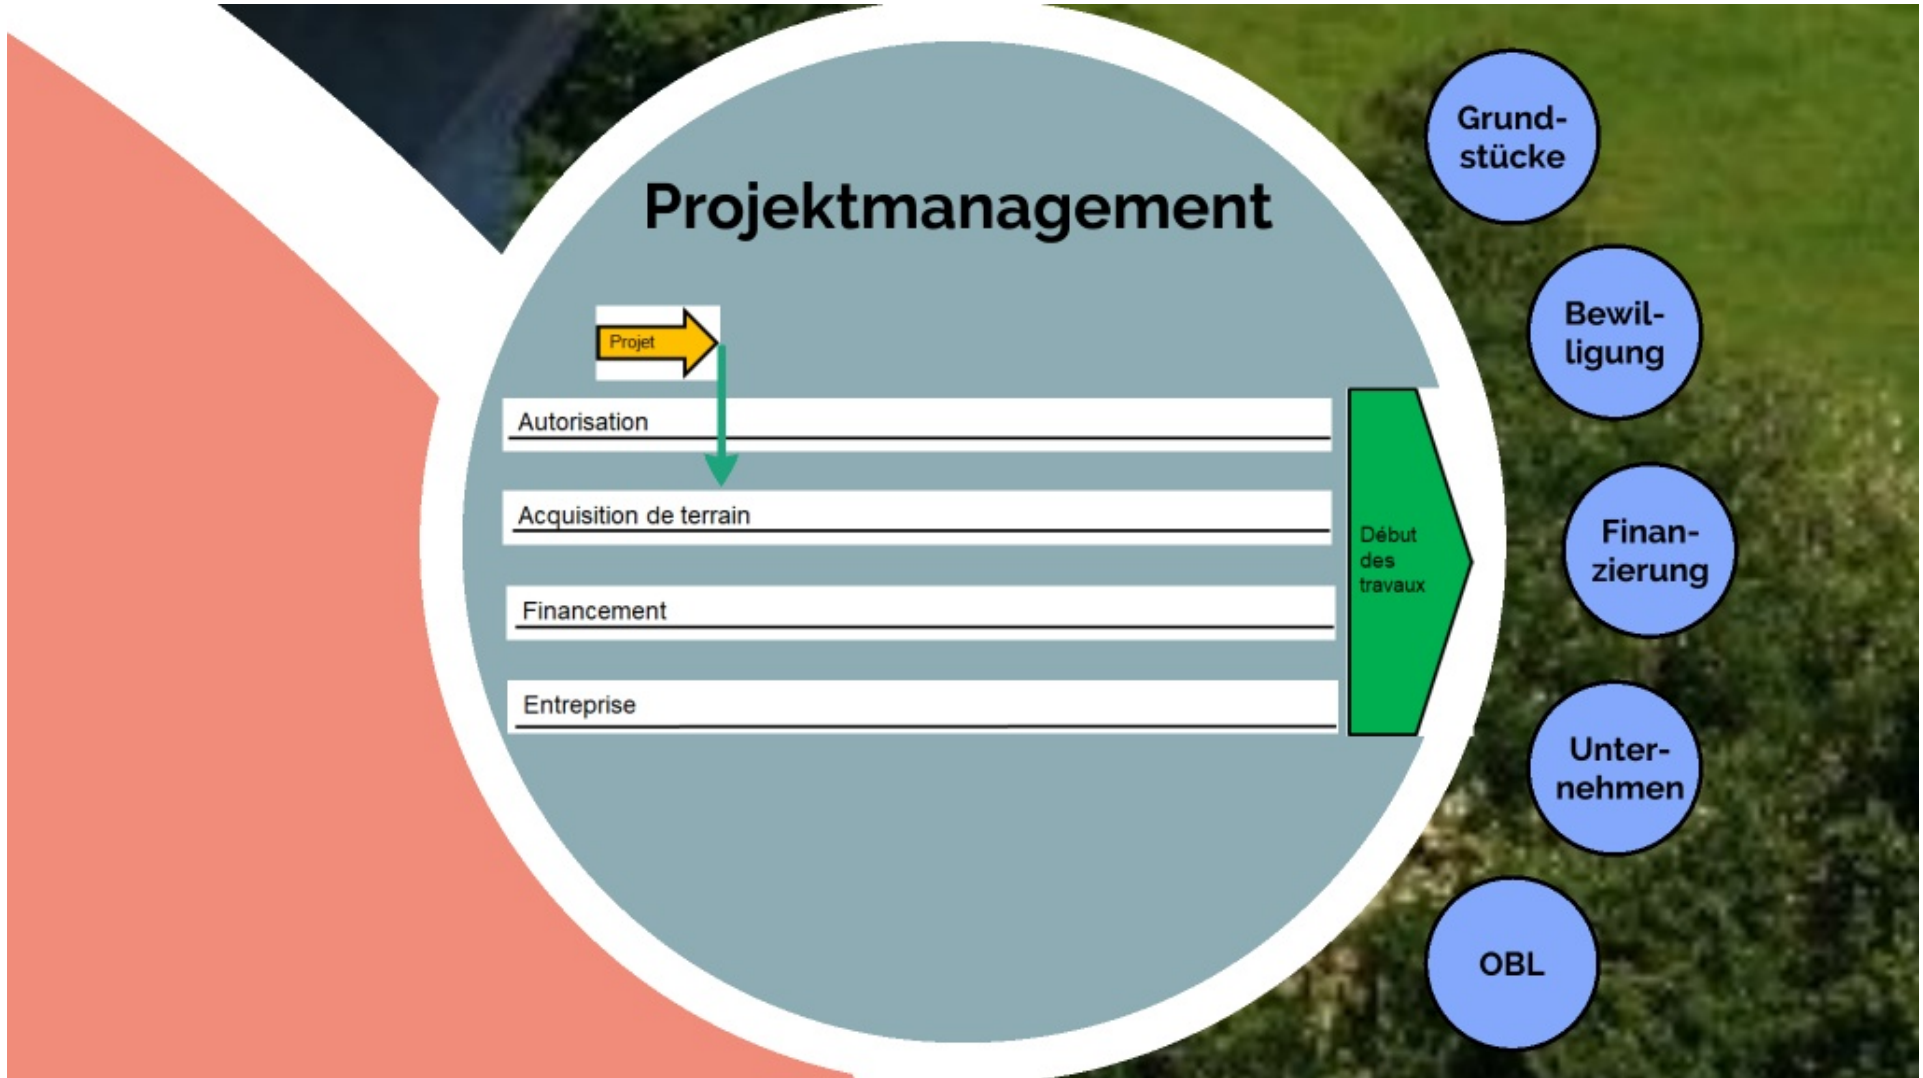 Projektmanagement
Projet
Autorisation
Acquisition de terrain
Financement
Entreprise
Début
des
travaux
Grund-
stücke
Bewil-
ligung
Finan-
zierung
Unter-
nehmen
OBL